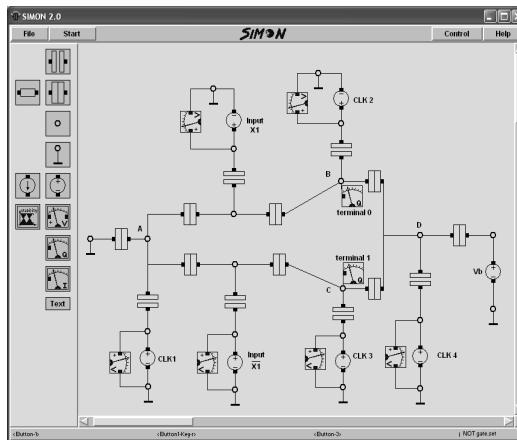 SIMON 2.0
File Start SIMON Control Help
CLK 2
Input
X1
B
terminal 0
A
D
terminal 1
Vb
C
CLK1
Input
X1
CLK 3
CLK 4
V
Q
I
Text
<Button-1> <Button1-Key-r> <Button-3> NOT gate.set